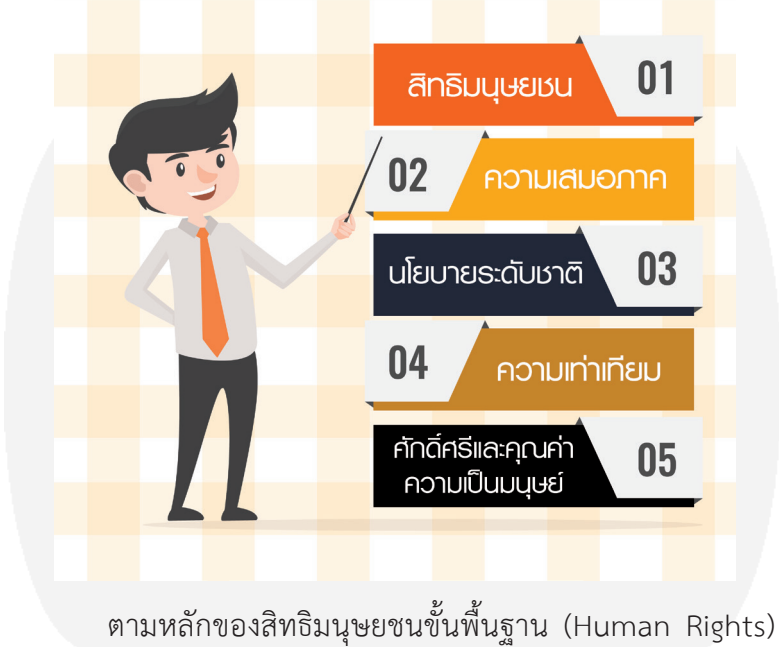 สิทธิมนุษยชน 01
02 ความเสมอภาค
นโยบายระดับชาติ 03
04 ความเท่าเทียม
ศักดิ์ศรีและคุณค่า
ความเป็นมนุษย์ 05
ตามหลักของสิทธิมนุษยชนขั้นพื้นฐาน (Human Rights)